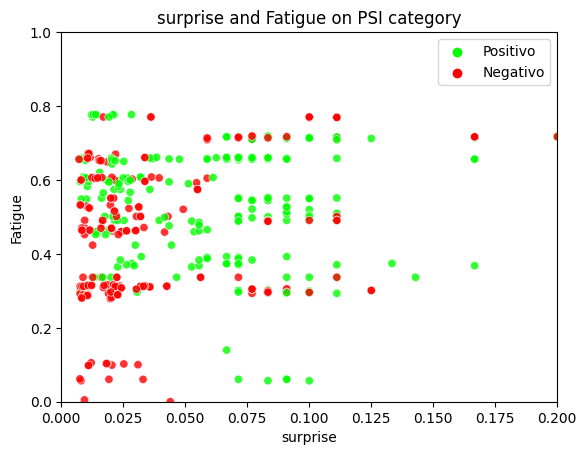 surprise and Fatigue on PSI category
Positivo
Negativo
Fatigue
1.0
0.8
0.6
0.4
0.2
0.0
0.000 0.025 0.050 0.075 0.100 0.125 0.150 0.175 0.200
surprise